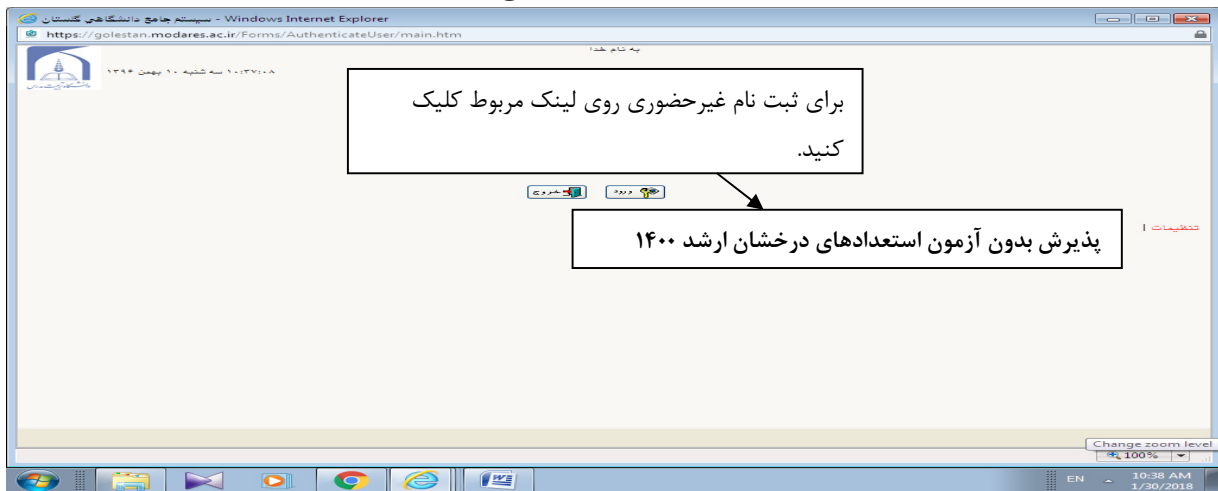 سیستم جامع دانشگاهی گلستان - Windows Internet Explorer
https://golestan.modares.ac.ir/Forms/AuthenticateUser/main.htm
به نام خدا
۱۰:۳۷:۰۸ سه شنبه ۱۰ بهمن ۱۳۹۶
برای ثبت نام غیرحضوری روی لینک مربوط کلیک
کنید.
ورود
خروج
تنظیمات |
پذیرش بدون آزمون استعدادهای درخشان ارشد ۱۴۰۰
Change zoom level
100%
EN
10:38 AM
1/30/2018